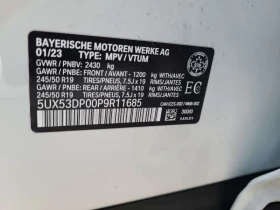 BAYERISCHE MOTOREN WERKE AG
01/23 TYPE: MPV / VTUM
GVWR / PNBV: 2430 kg
GAWR / PNBE: FRONT / AVANT - 1200 kg WITH/AVEC
245/50 R19 TIRES/PNEUS, 7.5J x 19 RIMS/JANTES
GAWR / PNBE: REAR / ARRIERE - 1410 kg WITH/AVEC
245/50 R19 TIRES/PNEUS, 7.5J x 19 RIMS/JANTES
5UX53DP00P9R11685
EC